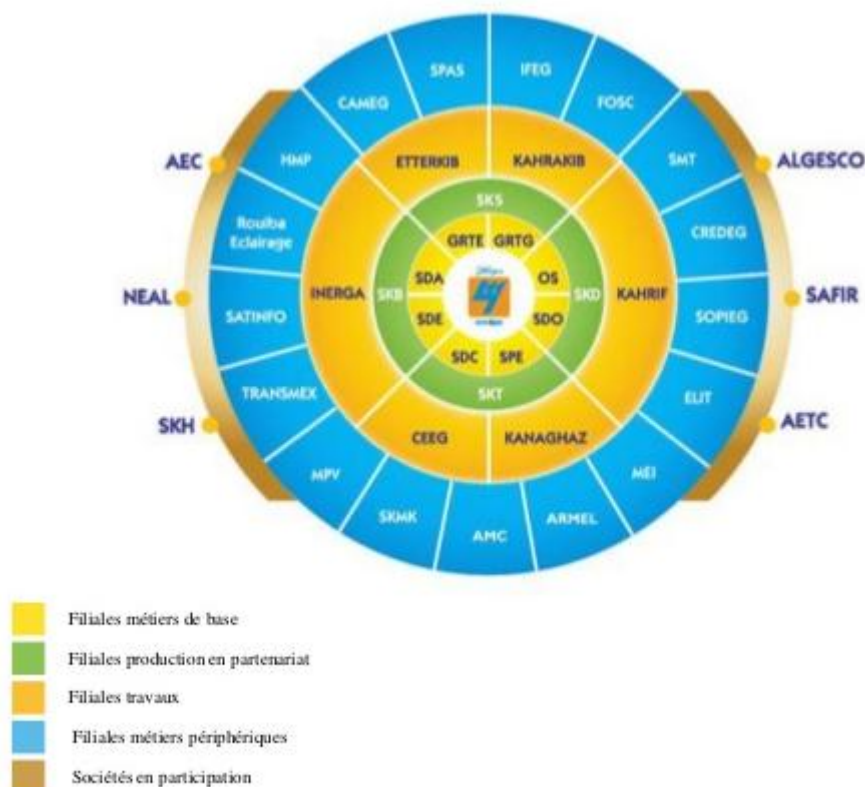 SPAS
IFEG
CAMEG
FOSC
AEC
HMP
ETTERKIB
KAHRAKIB
SMT
ALGESCO
SKS
Rouiba
Eclairage
GRTE
GRTG
CREDEG
NEAL
INERGA
SKB
SDA
OS
SKD
KAHRIF
SAFIR
SATINFO
SDE
SDO
SOPIEG
SDC
SPE
TRANSMEX
SKT
ELIT
SKH
CEEG
KANAGHAZ
AETC
MPV
MEI
SKMK
AMC
ARMEL
Filiales métiers de base
Filiales production en partenariat
Filiales travaux
Filiales métiers périphériques
Sociétés en participation